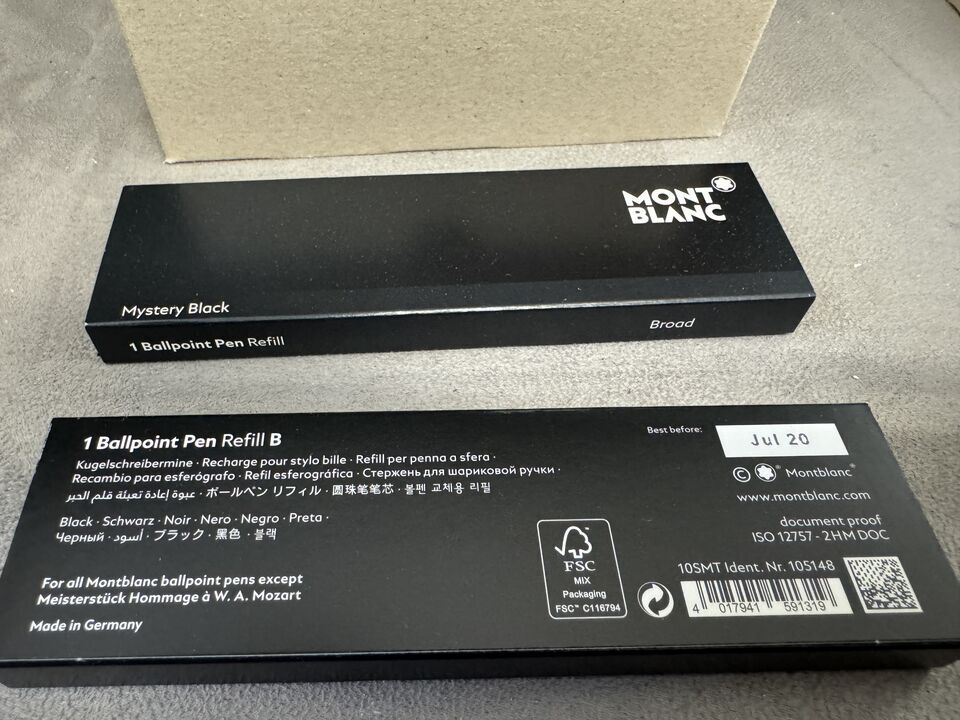 MONT
BLANC
Mystery Black
1 Ballpoint Pen Refill
Broad
1 Ballpoint Pen Refill B
Kugelschreibermine · Recharge pour stylo bille · Refill per penna a sfera ·
Recambio para esferógrafo · Refil esferográfica · Стержень для шариковой ручки ·
عبوة إعادة تعبئة قلم الحبر · ボールペン リフィル · 圆珠笔笔芯 · 볼펜 교체용 리필
Black · Schwarz · Noir · Nero · Negro · Preta ·
Черный · أسود · ブラック · 黑色 · 블랙
For all Montblanc ballpoint pens except
Meisterstück Hommage à W. A. Mozart
Made in Germany
Best before: Jul 20
© Montblanc®
www.montblanc.com
document proof
ISO 12757 - 2HM DOC
10SMT Ident. Nr. 105148
4 017941 591319
FSC
MIX
Packaging
FSC™ C116794